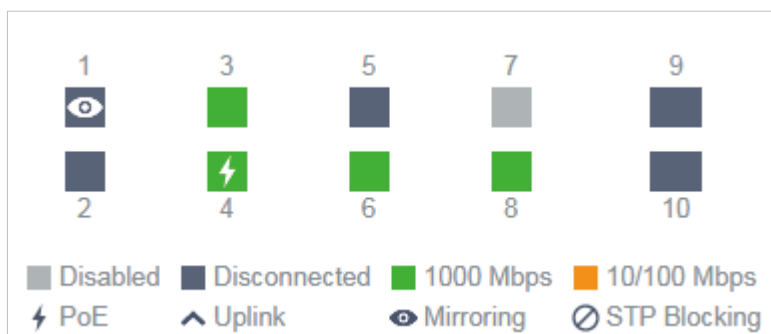 1 3 5 7 9
2 4 6 8 10
Disabled Disconnected 1000 Mbps 10/100 Mbps
PoE Uplink Mirroring STP Blocking